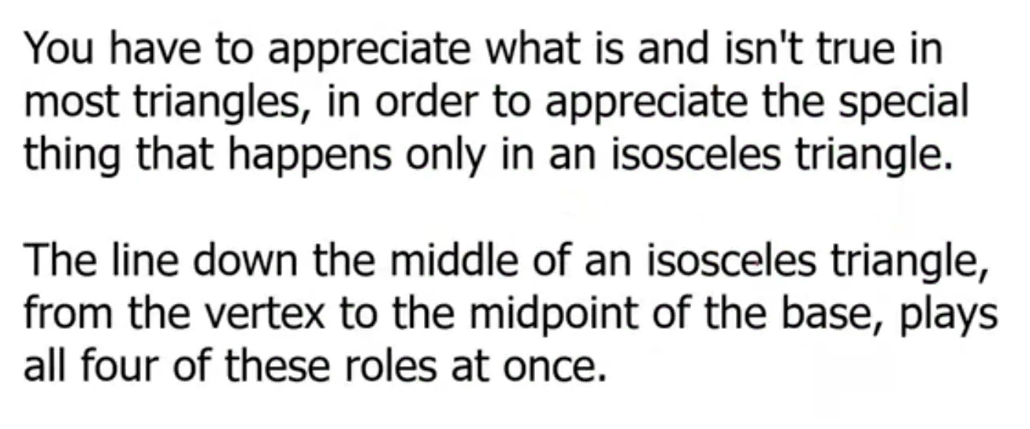 You have to appreciate what is and isn't true in
most triangles, in order to appreciate the special
thing that happens only in an isosceles triangle.
The line down the middle of an isosceles triangle,
from the vertex to the midpoint of the base, plays
all four of these roles at once.